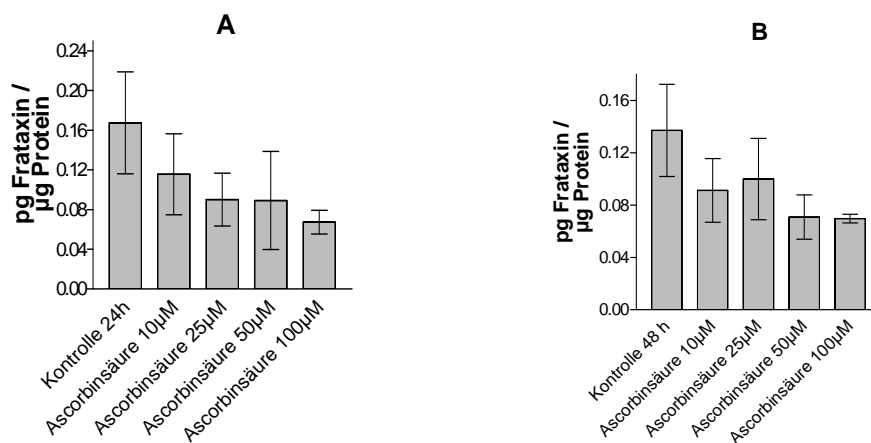 A
pg Frataxin /
µg Protein
0.24
0.20
0.16
0.12
0.08
0.04
0.00
Kontrolle 24h
Ascorbinsäure 10µM
Ascorbinsäure 25µM
Ascorbinsäure 50µM
Ascorbinsäure 100µM
B
pg Frataxin /
µg Protein
0.16
0.12
0.08
0.04
0.00
Kontrolle 48 h
Ascorbinsäure 10µM
Ascorbinsäure 25µM
Ascorbinsäure 50µM
Ascorbinsäure 100µM